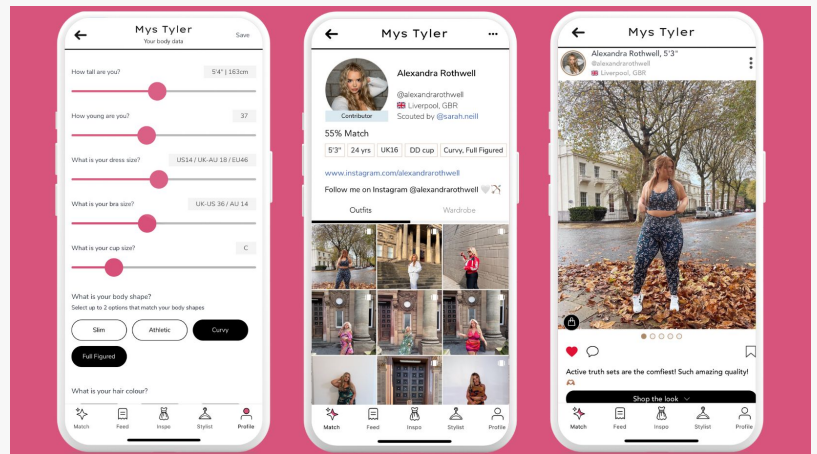 Mys Tyler
Your body data
Save
How tall are you?
5'4" | 163cm
How young are you?
37
What is your dress size?
US14 / UK-AU 18 / EU46
What is your bra size?
UK-US 36 / AU 14
What is your cup size?
C
What is your body shape?
Select up to 2 options that match your body shapes
Slim
Athletic
Curvy
Full Figured
What is your hair colour?
Match
Feed
Inspo
Stylist
Profile
Mys Tyler
Alexandra Rothwell
@alexandrarothwell
Liverpool, GBR
Contributor
Scouted by @sarah.neill
55% Match
5'3"
24 yrs
UK16
DD cup
Curvy, Full Figured
www.instagram.com/alexandrarothwell
Follow me on Instagram @alexandrarothwell
Outfits
Wardrobe
Match
Feed
Inspo
Stylist
Profile
Mys Tyler
Alexandra Rothwell, 5'3"
@alexandrarothwell
Liverpool, GBR
Active truth sets are the comfiest! Such amazing quality!
Shop the look
Match
Feed
Inspo
Stylist
Profile